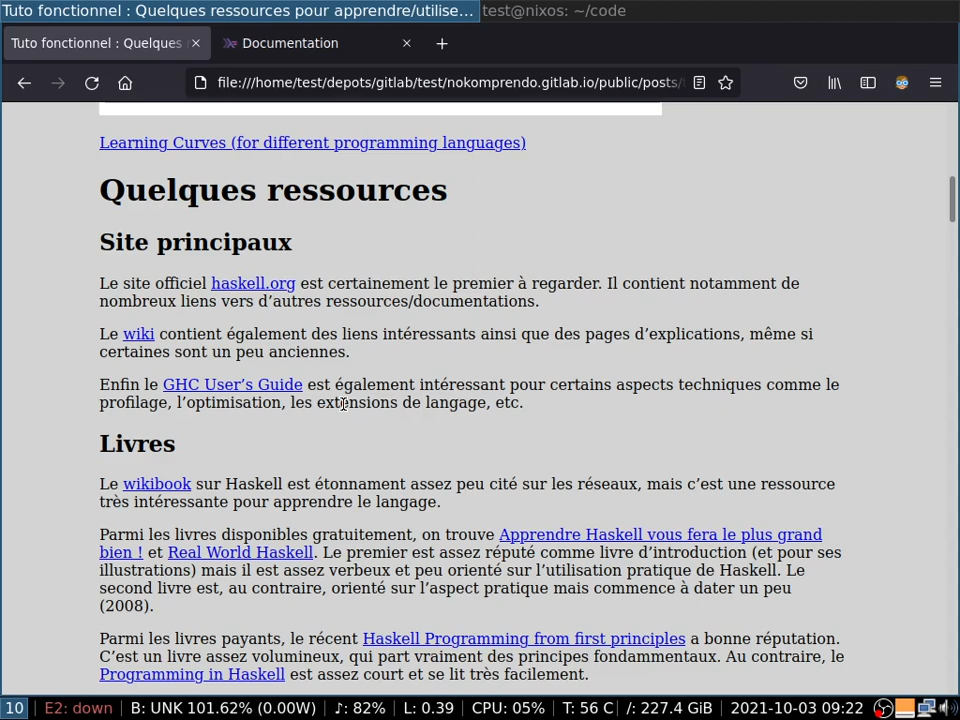 Tuto fonctionnel : Quelques ressources pour apprendre/utilise... test@nixos: ~/code
Tuto fonctionnel : Quelques Documentation
file:///home/test/depots/gitlab/test/nokomprendo.gitlab.io/public/posts/
Learning Curves (for different programming languages)
Quelques ressources
Site principaux
Le site officiel haskell.org est certainement le premier à regarder. Il contient notamment de
nombreux liens vers d’autres ressources/documentations.
Le wiki contient également des liens intéressants ainsi que des pages d’explications, même si
certaines sont un peu anciennes.
Enfin le GHC User’s Guide est également intéressant pour certains aspects techniques comme le
profilage, l’optimisation, les extensions de langage, etc.
Livres
Le wikibook sur Haskell est étonnament assez peu cité sur les réseaux, mais c’est une ressource
très intéressante pour apprendre le langage.
Parmi les livres disponibles gratuitement, on trouve Apprendre Haskell vous fera le plus grand
bien ! et Real World Haskell. Le premier est assez réputé comme livre d’introduction (et pour ses
illustrations) mais il est assez verbeux et peu orienté sur l’utilisation pratique de Haskell. Le
second livre est, au contraire, orienté sur l’aspect pratique mais commence à dater un peu
(2008).
Parmi les livres payants, le récent Haskell Programming from first principles a bonne réputation.
C’est un livre assez volumineux, qui part vraiment des principes fondammentaux. Au contraire, le
Programming in Haskell est assez court et se lit très facilement.
10 E2: down B: UNK 101.62% (0.00W) ♪: 82% L: 0.39 CPU: 05% T: 56 C /: 227.4 GiB 2021-10-03 09:22